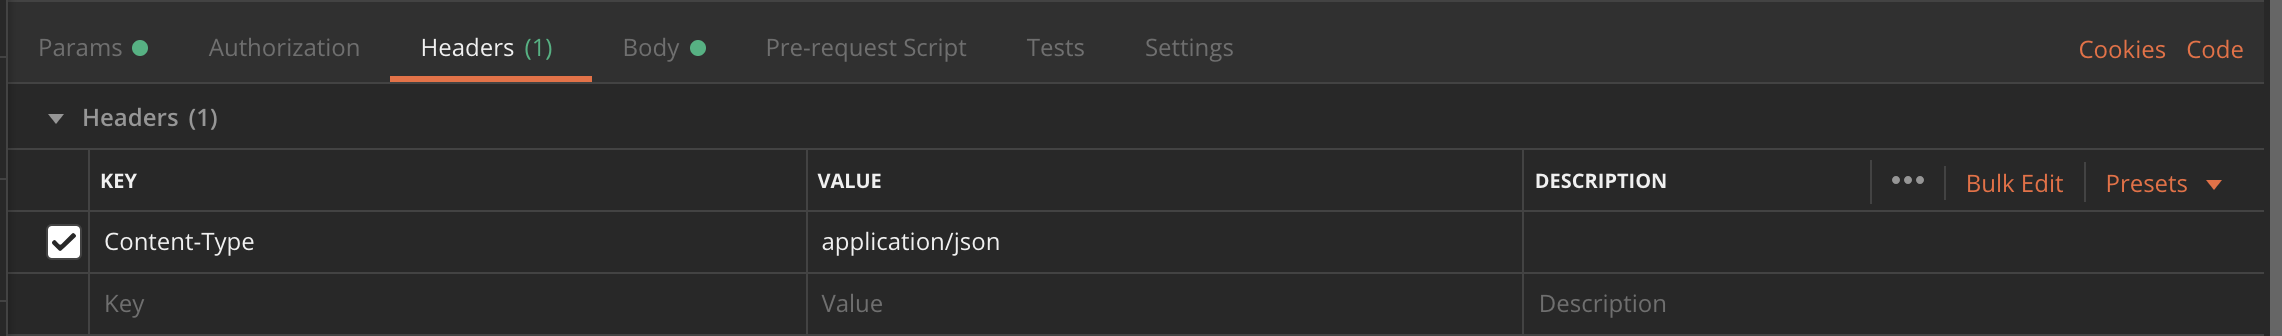 Params Authorization Headers (1) Body Pre-request Script Tests Settings Cookies Code
Headers (1)
KEY VALUE DESCRIPTION ••• Bulk Edit Presets
Content-Type application/json
Key Value Description